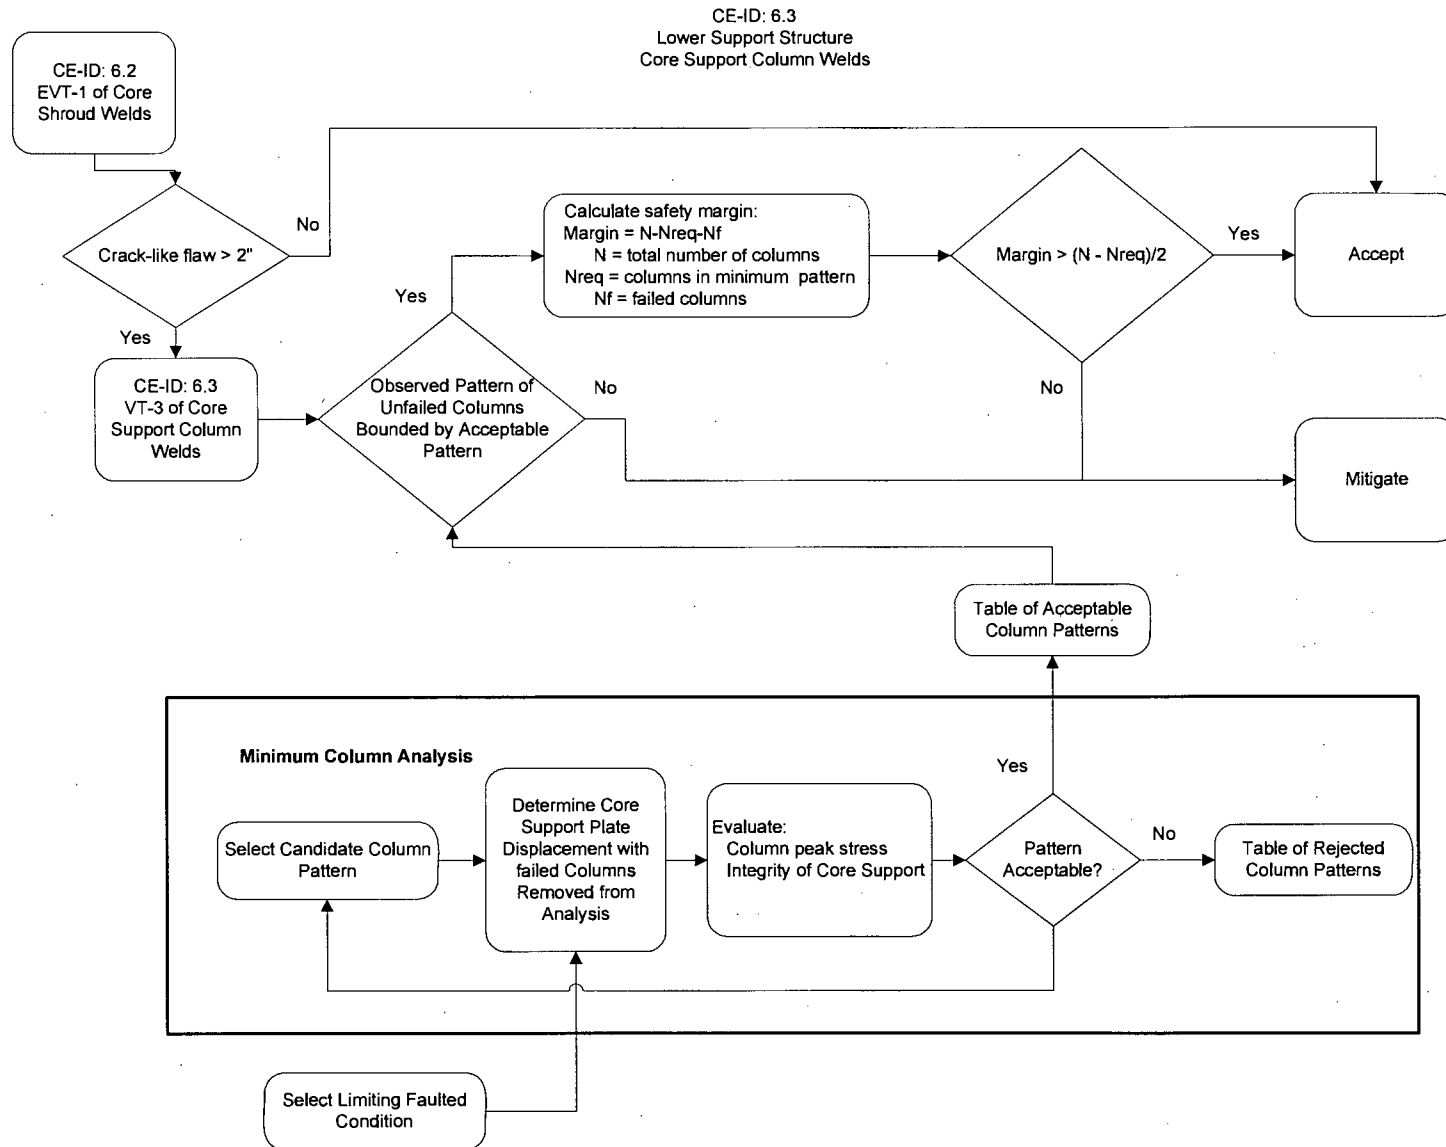 CE-ID: 6.3
Lower Support Structure
Core Support Column Welds
CE-ID: 6.2
EVT-1 of Core
Shroud Welds
Crack-like flaw > 2"
No
Yes
CE-ID: 6.3
VT-3 of Core
Support Column
Welds
Observed Pattern of
Unfailed Columns
Bounded by Acceptable
Pattern
Yes
No
Calculate safety margin:
Margin = N-Nreq-Nf
N = total number of columns
Nreq = columns in minimum pattern
Nf = failed columns
Margin > (N - Nreq)/2
Yes
No
Accept
Mitigate
Table of Acceptable
Column Patterns
Minimum Column Analysis
Select Candidate Column
Pattern
Determine Core
Support Plate
Displacement with
failed Columns
Removed from
Analysis
Evaluate:
Column peak stress
Integrity of Core Support
Pattern
Acceptable?
Yes
No
Table of Rejected
Column Patterns
Select Limiting Faulted
Condition